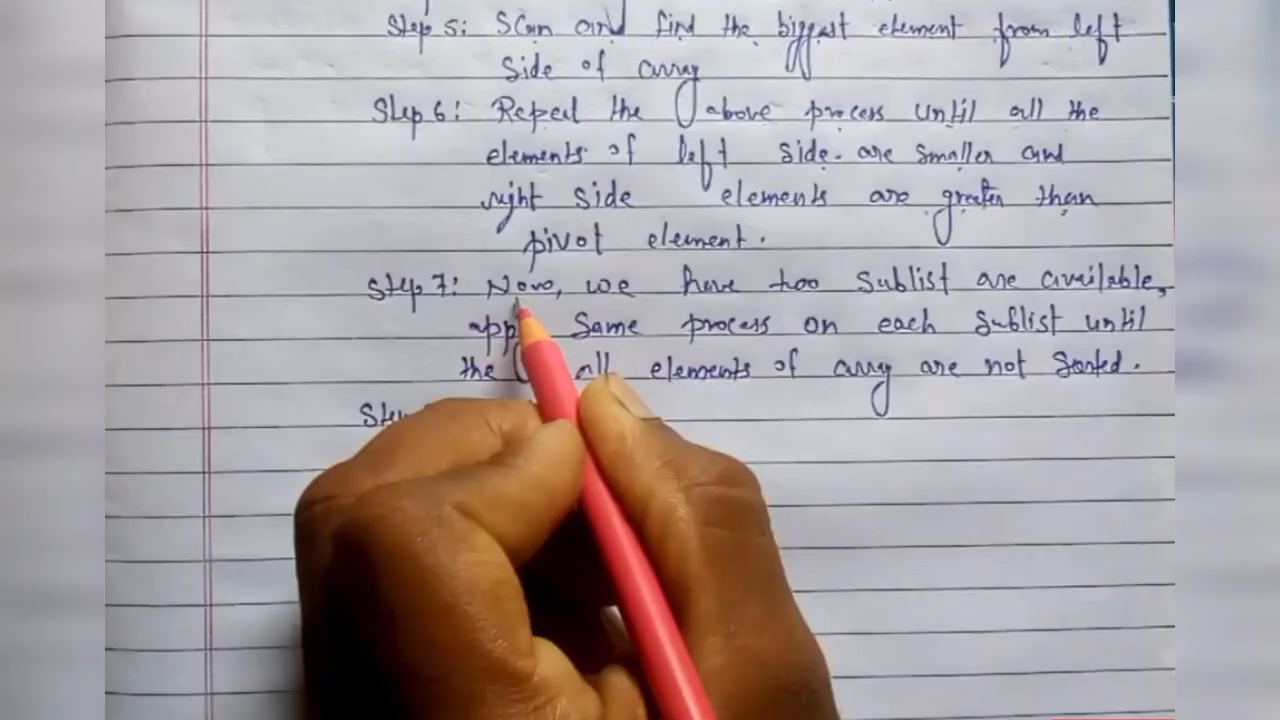 Step 5: Scan and find the biggest element from left
side of array
Step 6: Repeat the above process until all the
elements of left side are smaller and
right side elements are greater than
pivot element.
Step 7: Now, we have too sublist are available,
app same process on each sublist until
the all elements of array are not sorted.
Ste